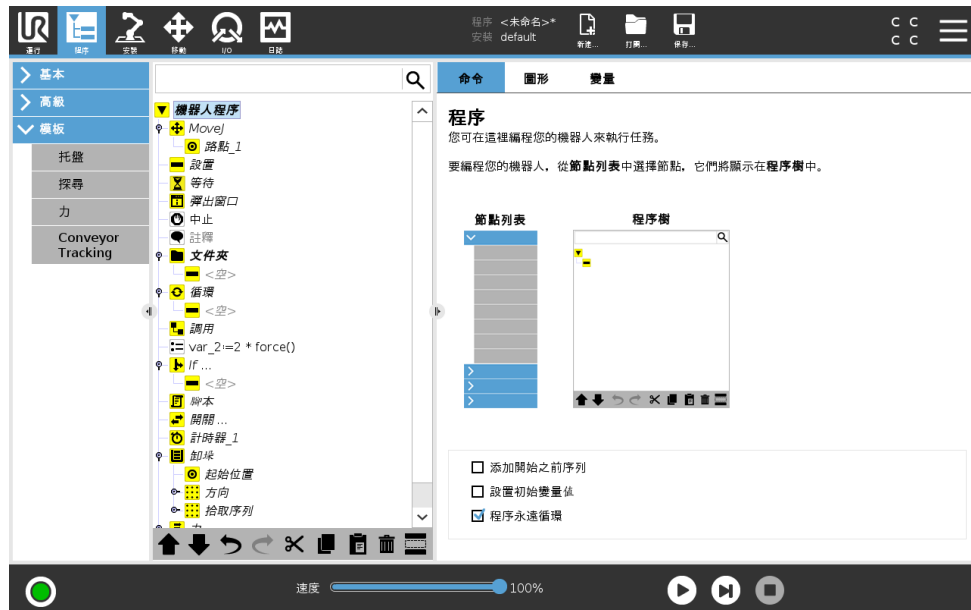 UR
運行
程序
安裝
移動
I/O
日誌
程序 <未命名>*
安裝 default
新建...
打開...
保存...
C C
C C
基本
高級
模板
托盤
探尋
力
Conveyor
Tracking
機器人程序
MoveJ
路點_1
設置
等待
彈出窗口
中止
註釋
文件夾
<空>
循環
<空>
調用
var_2:=2 * force()
If ...
<空>
腳本
開關 ...
計時器_1
卸垛
起始位置
方向
拾取序列
力
命令
圖形
變量
程序
您可在這裡編程您的機器人來執行任務。
要編程您的機器人，從節點列表中選擇節點，它們將顯示在程序樹中。
節點列表
程序樹
添加開始之前序列
設置初始變量值
程序永遠循環
速度
100%